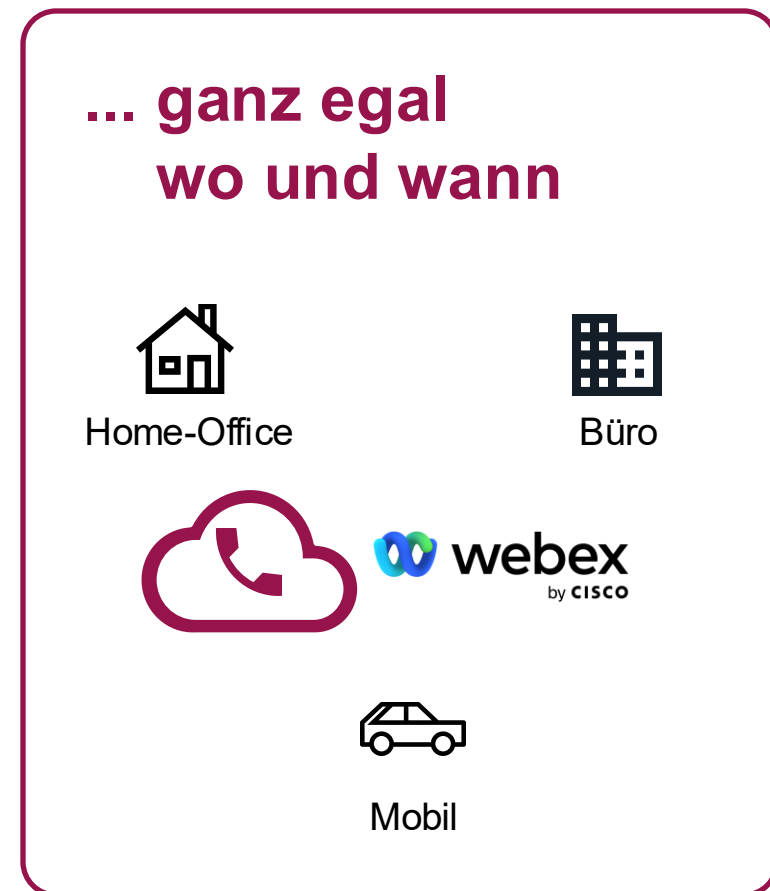 ... ganz egal
wo und wann
Home-Office
Büro
webex
by CISCO
Mobil